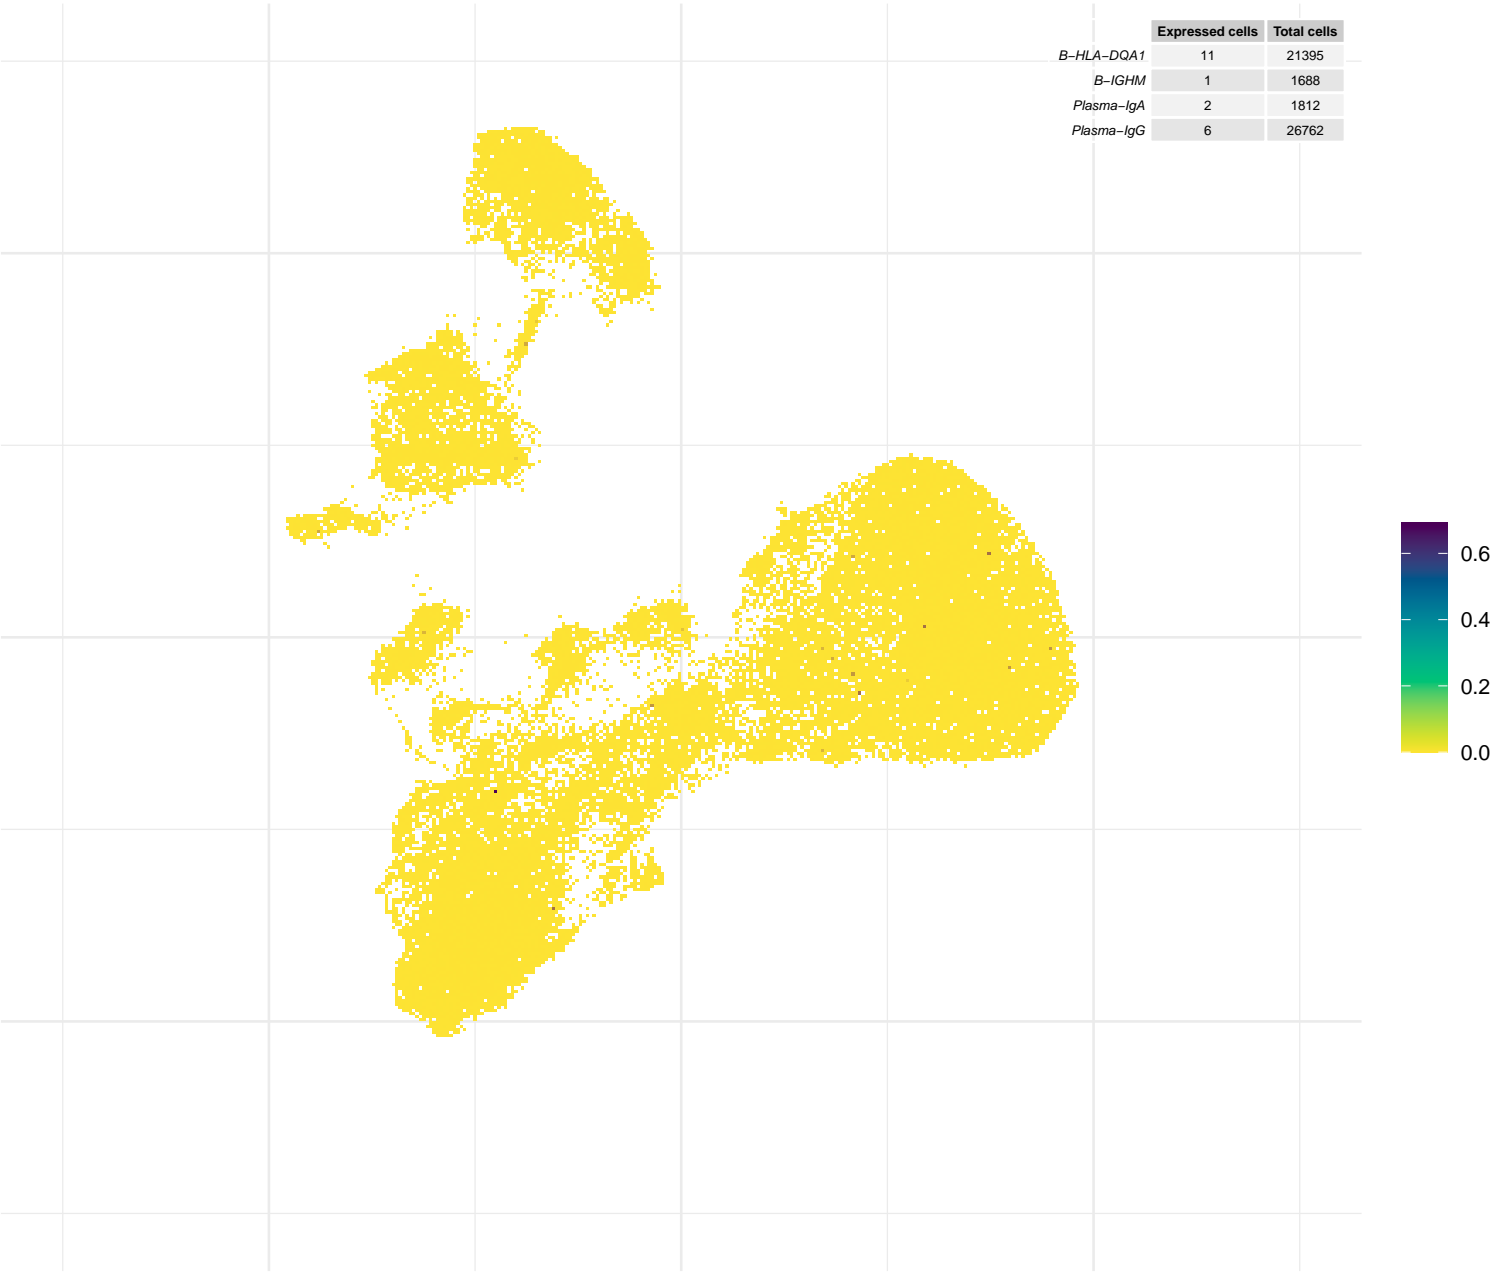 Expressed cells Total cells
B−HLA−DQA1 11 21395
B−IGHM 1 1688
Plasma−IgA 2 1812
Plasma−IgG 6 26762
0.6
0.4
0.2
0.0